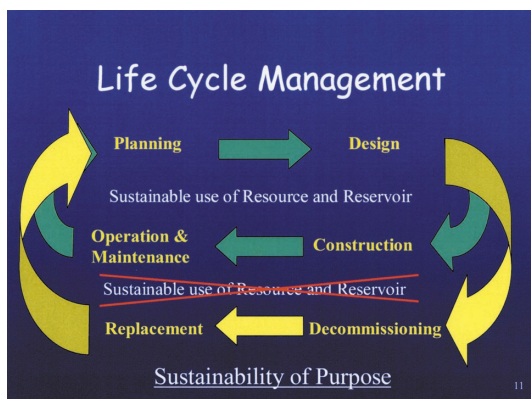 Life Cycle Management
Planning
Design
Sustainable use of Resource and Reservoir
Operation &
Maintenance
Construction
Sustainable use of Resource and Reservoir
Replacement
Decommissioning
Sustainability of Purpose
11